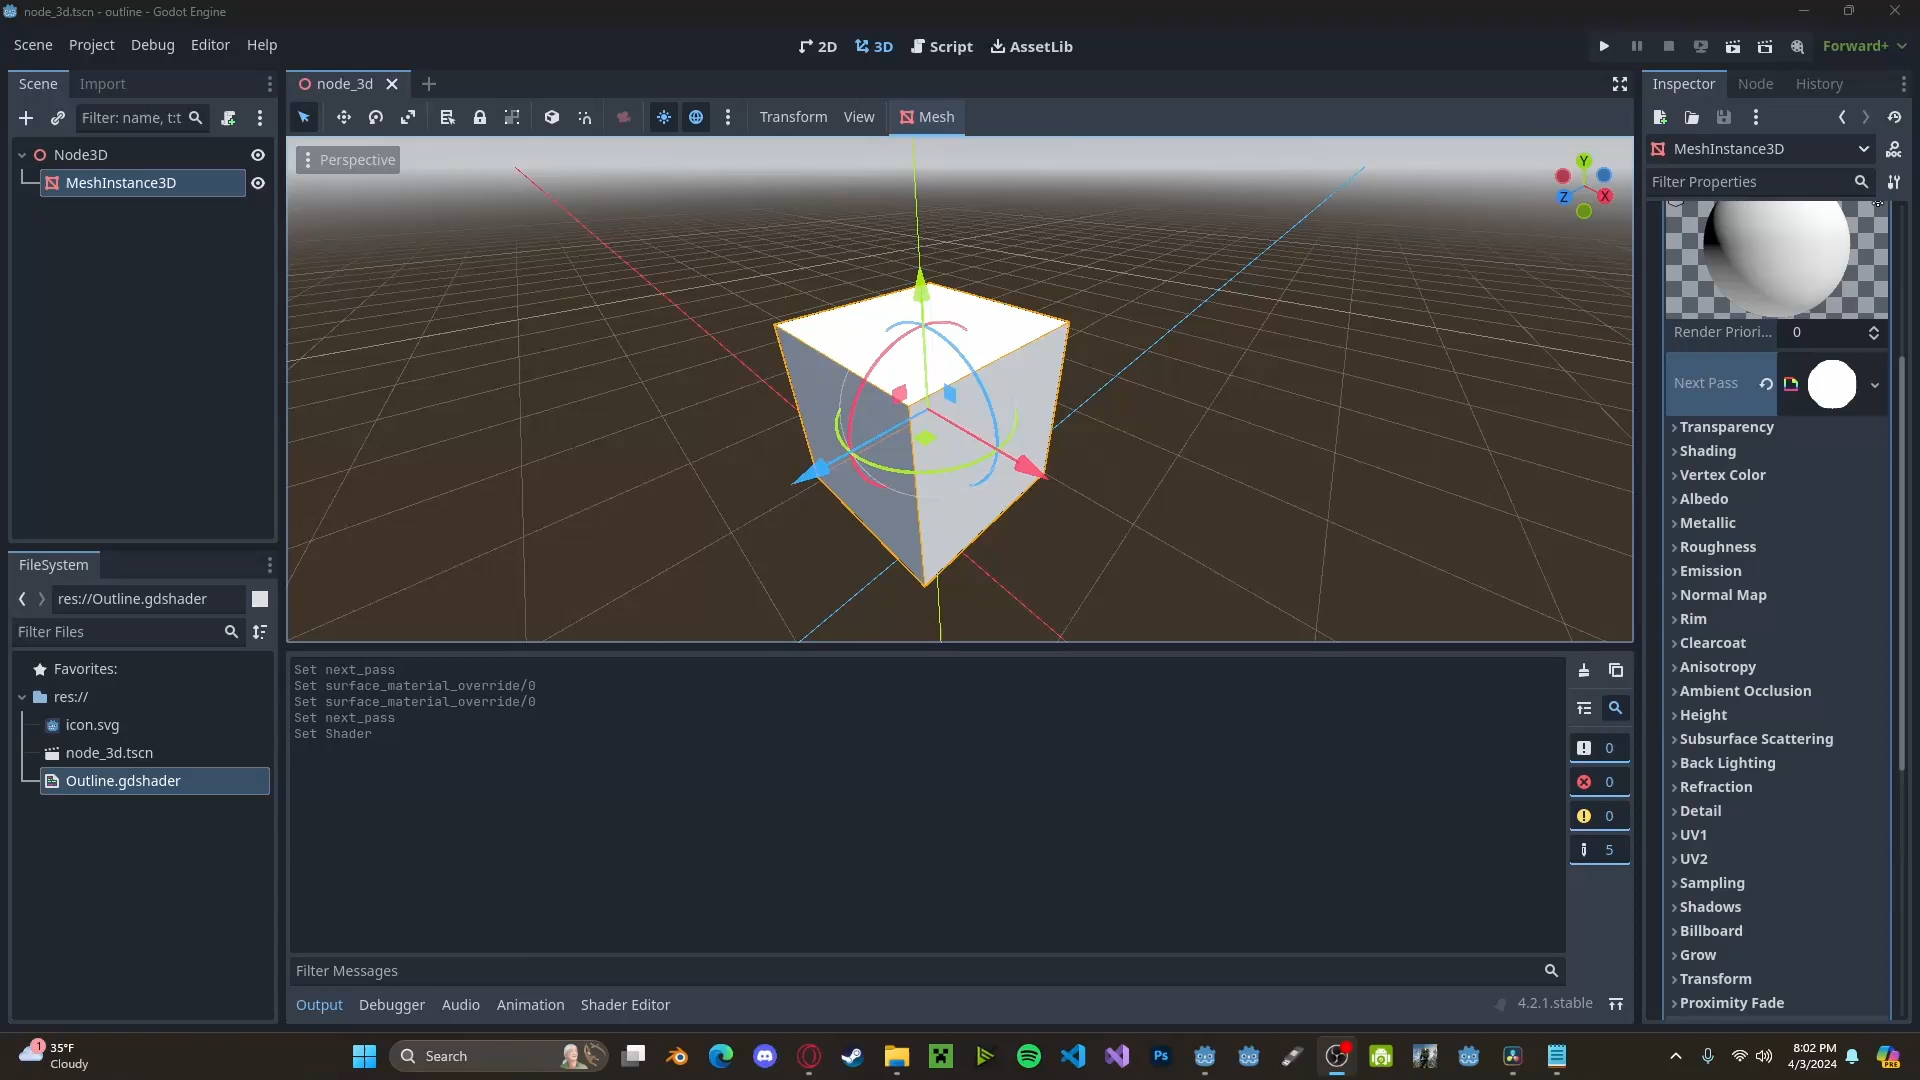 node_3d.tscn - outline - Godot Engine
Scene Project Debug Editor Help
2D 3D Script AssetLib
Forward+
Scene Import
node_3d
Inspector Node History
Filter: name, t:t
Transform View Mesh
MeshInstance3D
Node3D
Perspective
Y
Z X
Filter Properties
MeshInstance3D
Render Priori... 0
Next Pass
Transparency
Shading
Vertex Color
Albedo
Metallic
Roughness
Emission
Normal Map
Rim
Clearcoat
Anisotropy
Ambient Occlusion
Height
Subsurface Scattering
Back Lighting
Refraction
Detail
UV1
UV2
Sampling
Shadows
Billboard
Grow
Transform
Proximity Fade
FileSystem
res://Outline.gdshader
Filter Files
Favorites:
res://
icon.svg
node_3d.tscn
Outline.gdshader
Set next_pass
Set surface_material_override/0
Set surface_material_override/0
Set next_pass
Set Shader
0
0
0
5
Filter Messages
Output Debugger Audio Animation Shader Editor
4.2.1.stable
1
35°F
Cloudy
Search
Ps
PRE
8:02 PM
4/3/2024